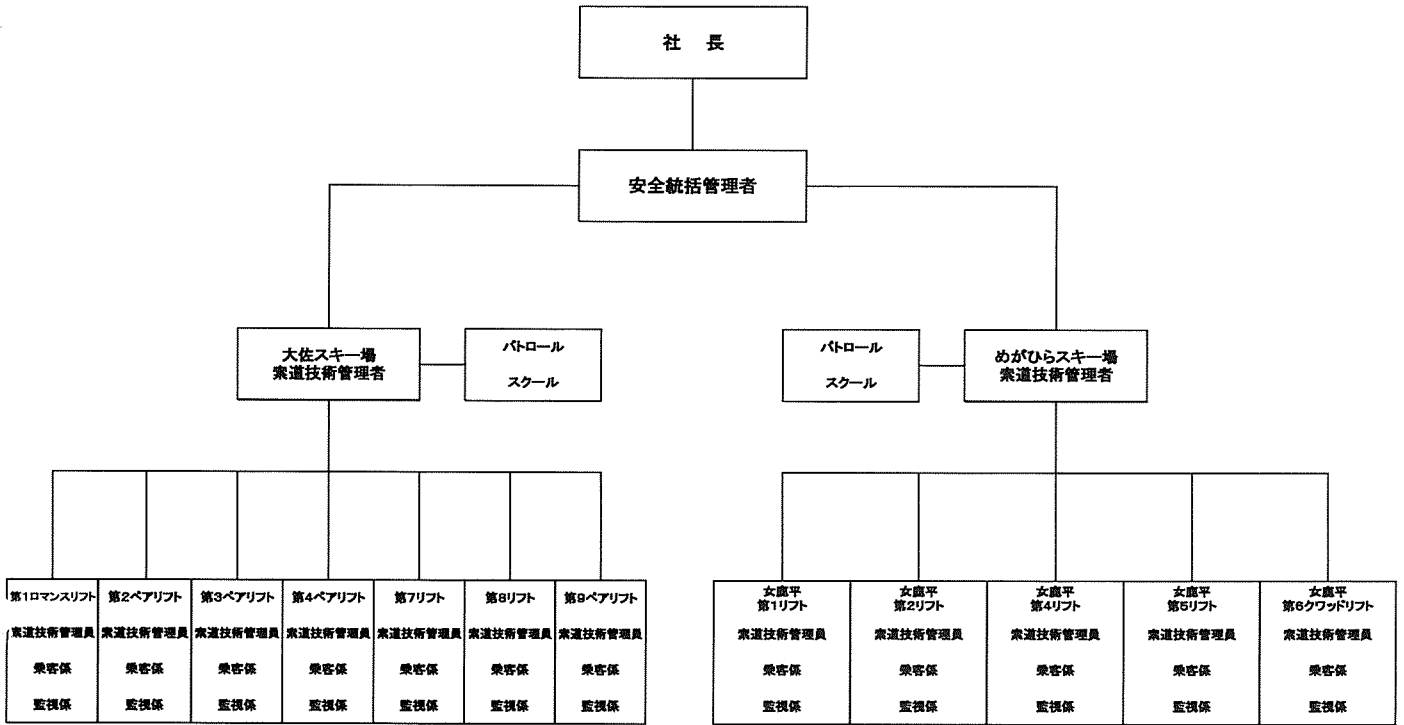 社 長
安全統括管理者
大佐スキー場
索道技術管理者
パトロール
スクール
パトロール
スクール
めがひらスキー場
索道技術管理者
第1ロマンスリフト
索道技術管理員
乗客係
監視係
第2ペアリフト
索道技術管理員
乗客係
監視係
第3ペアリフト
索道技術管理員
乗客係
監視係
第4ペアリフト
索道技術管理員
乗客係
監視係
第7リフト
索道技術管理員
乗客係
監視係
第8リフト
索道技術管理員
乗客係
監視係
第9ペアリフト
索道技術管理員
乗客係
監視係
女鹿平
第1リフト
索道技術管理員
乗客係
監視係
女鹿平
第2リフト
索道技術管理員
乗客係
監視係
女鹿平
第4リフト
索道技術管理員
乗客係
監視係
女鹿平
第5リフト
索道技術管理員
乗客係
監視係
女鹿平
第6クワッドリフト
索道技術管理員
乗客係
監視係